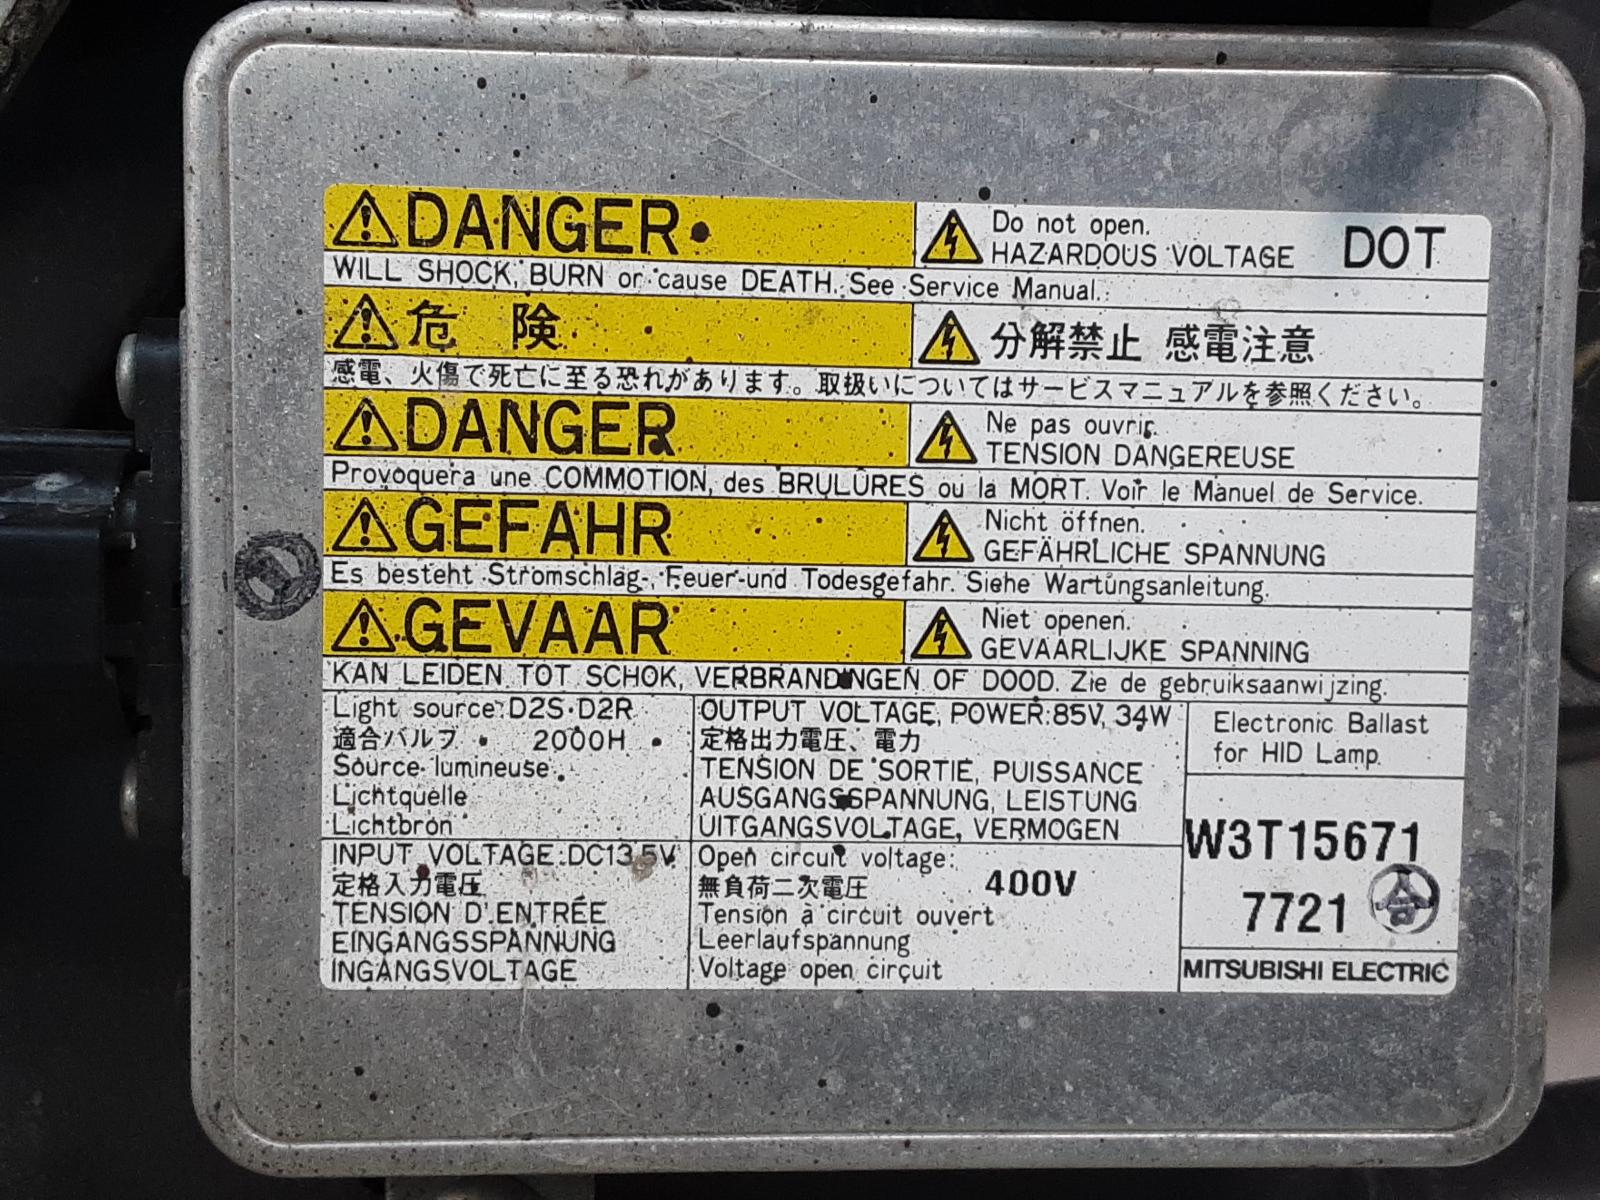 DANGER
Do not open.
HAZARDOUS VOLTAGE
DOT
WILL SHOCK, BURN or cause DEATH. See Service Manual.
危 険
分解禁止 感電注意
感電、火傷で死亡に至る恐れがあります。取扱いについてはサービスマニュアルを参照ください。
DANGER
Ne pas ouvrir.
TENSION DANGEREUSE
Provoquera une COMMOTION, des BRULÛRES ou la MORT. Voir le Manuel de Service.
GEFAHR
Nicht öffnen.
GEFÄHRLICHE SPANNUNG
Es besteht Stromschlag-, Feuer-und Todesgefahr. Siehe Wartungsanleitung.
GEVAAR
Niet openen.
GEVAARLIJKE SPANNING
KAN LEIDEN TOT SCHOK, VERBRANDINGEN OF DOOD. Zie de gebruiksaanwijzing.
Light source:D2S·D2R
適合バルブ 2000H
Source lumineuse
Lichtquelle
Lichtbron
OUTPUT VOLTAGE, POWER:85V, 34W
定格出力電圧、電力
TENSION DE SORTIE, PUISSANCE
AUSGANGSSPANNUNG, LEISTUNG
UITGANGSVOLTAGE, VERMOGEN
Electronic Ballast
for HID Lamp.
INPUT VOLTAGE:DC13.5V
定格入力電圧
TENSION D'ENTRÉE
EINGANGSSPANNUNG
INGANGSVOLTAGE
Open circuit voltage:
無負荷二次電圧 400V
Tension à circuit ouvert
Leerlaufspannung
Voltage open circuit
W3T15671
7721 合
MITSUBISHI ELECTRIC